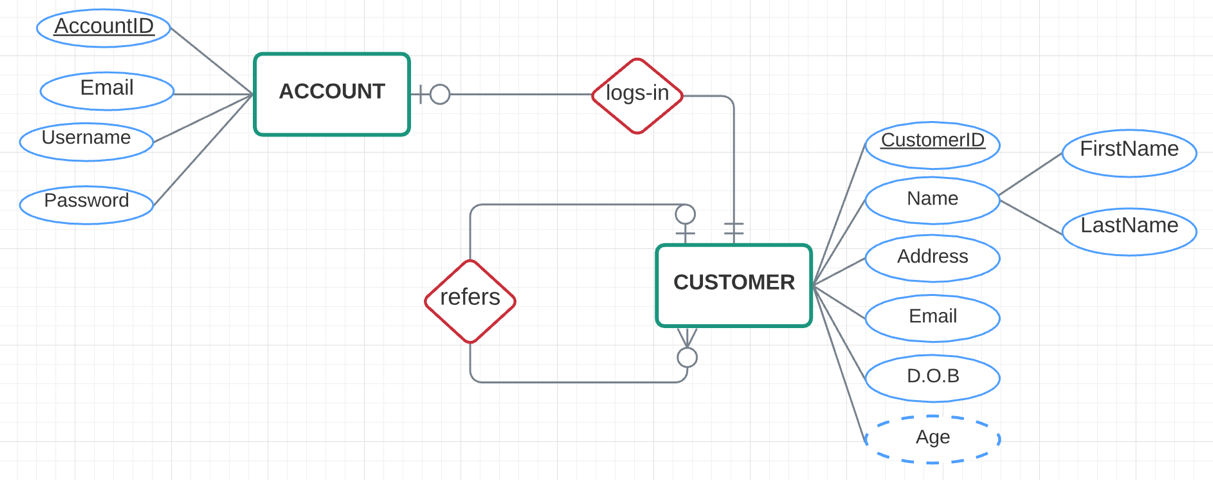 AccountID
Email
Username
Password
ACCOUNT
logs-in
refers
CUSTOMER
CustomerID
Name
Address
Email
D.O.B
Age
FirstName
LastName